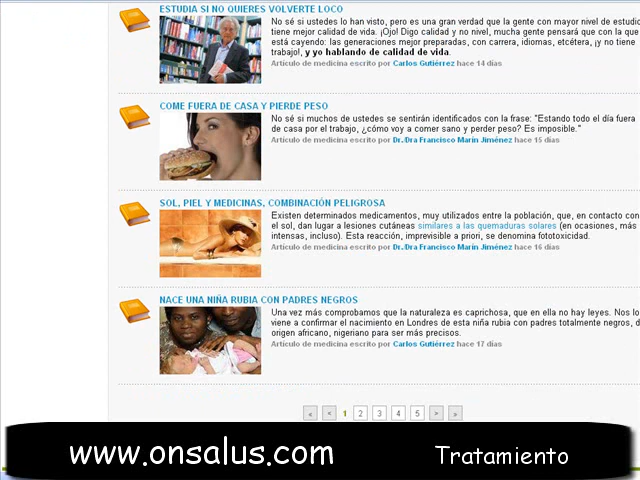 ESTUDIA SI NO QUIERES VOLVERTE LOCO
No sé si ustedes lo han visto, pero es una gran verdad que la gente con mayor nivel de estudio
tiene mejor calidad de vida. ¡Ojo! Digo calidad y no nivel, mucha gente pensará que con la que
está cayendo: las generaciones mejor preparadas, con carrera, idiomas, etcétera, ¡y no tiene
trabajo!, y yo hablando de calidad de vida.
Artículo de medicina escrito por Carlos Gutiérrez hace 14 días
COME FUERA DE CASA Y PIERDE PESO
No sé si muchos de ustedes se sentirán identificados con la frase: "Estando todo el día fuera
de casa por el trabajo, ¿cómo voy a comer sano y perder peso? Es imposible."
Artículo de medicina escrito por Dr.Dra Francisco Marín Jiménez hace 15 días
SOL, PIEL Y MEDICINAS, COMBINACIÓN PELIGROSA
Existen determinados medicamentos, muy utilizados entre la población, que, en contacto con
el sol, dan lugar a lesiones cutáneas similares a las quemaduras solares (en ocasiones, más
intensas, incluso). Esta reacción, imprevisible a priori, se denomina fototoxicidad.
Artículo de medicina escrito por Dr.Dra Francisco Marín Jiménez hace 16 días
NACE UNA NIÑA RUBIA CON PADRES NEGROS
Una vez más comprobamos que la naturaleza es caprichosa, que en ella no hay leyes. Nos lo
viene a confirmar el nacimiento en Londres de esta niña rubia con padres totalmente negros, d
origen africano, nigeriano para ser más precisos.
Artículo de medicina escrito por Carlos Gutiérrez hace 17 días
« < 1 2 3 4 5 > »
www.onsalus.com Tratamiento